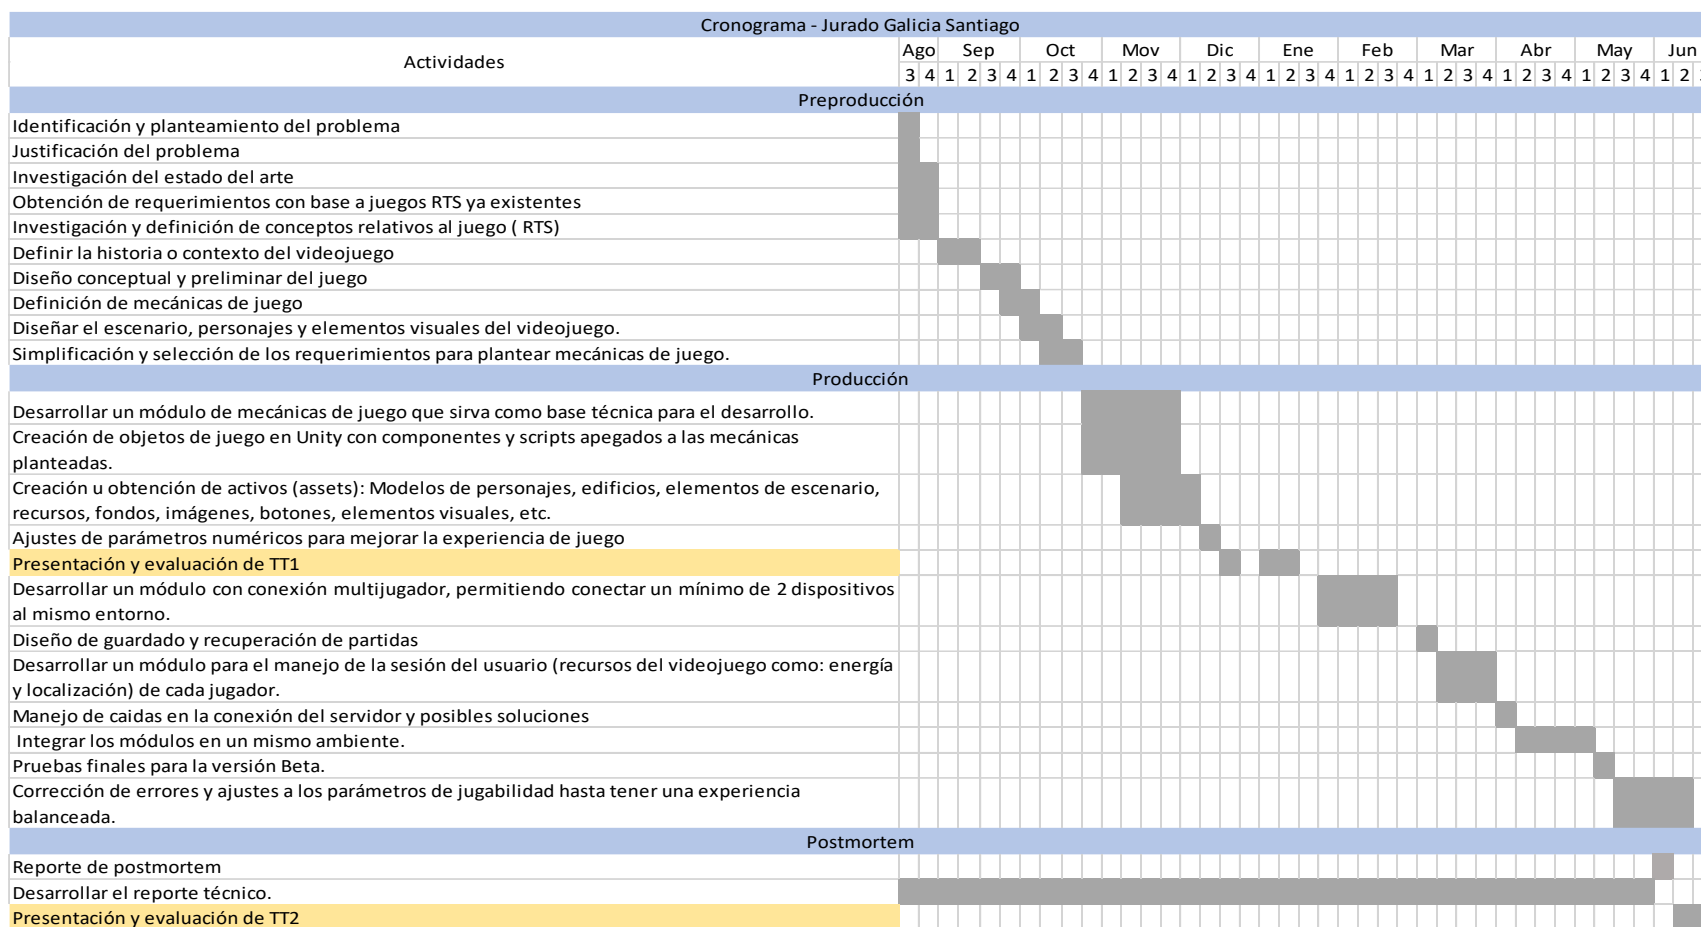 Cronograma - Jurado Galicia Santiago
Actividades
Ago Sep Oct Mov Dic Ene Feb Mar Abr May Jun
3 4 1 2 3 4 1 2 3 4 1 2 3 4 1 2 3 4 1 2 3 4 1 2 3 4 1 2 3 4 1 2 3 4 1 2 3 4 1 2
Preproducción
Identificación y planteamiento del problema
Justificación del problema
Investigación del estado del arte
Obtención de requerimientos con base a juegos RTS ya existentes
Investigación y definición de conceptos relativos al juego ( RTS)
Definir la historia o contexto del videojuego
Diseño conceptual y preliminar del juego
Definición de mecánicas de juego
Diseñar el escenario, personajes y elementos visuales del videojuego.
Simplificación y selección de los requerimientos para plantear mecánicas de juego.
Producción
Desarrollar un módulo de mecánicas de juego que sirva como base técnica para el desarrollo.
Creación de objetos de juego en Unity con componentes y scripts apegados a las mecánicas
planteadas.
Creación u obtención de activos (assets): Modelos de personajes, edificios, elementos de escenario,
recursos, fondos, imágenes, botones, elementos visuales, etc.
Ajustes de parámetros numéricos para mejorar la experiencia de juego
Presentación y evaluación de TT1
Desarrollar un módulo con conexión multijugador, permitiendo conectar un mínimo de 2 dispositivos
al mismo entorno.
Diseño de guardado y recuperación de partidas
Desarrollar un módulo para el manejo de la sesión del usuario (recursos del videojuego como: energía
y localización) de cada jugador.
Manejo de caidas en la conexión del servidor y posibles soluciones
Integrar los módulos en un mismo ambiente.
Pruebas finales para la versión Beta.
Corrección de errores y ajustes a los parámetros de jugabilidad hasta tener una experiencia
balanceada.
Postmortem
Reporte de postmortem
Desarrollar el reporte técnico.
Presentación y evaluación de TT2